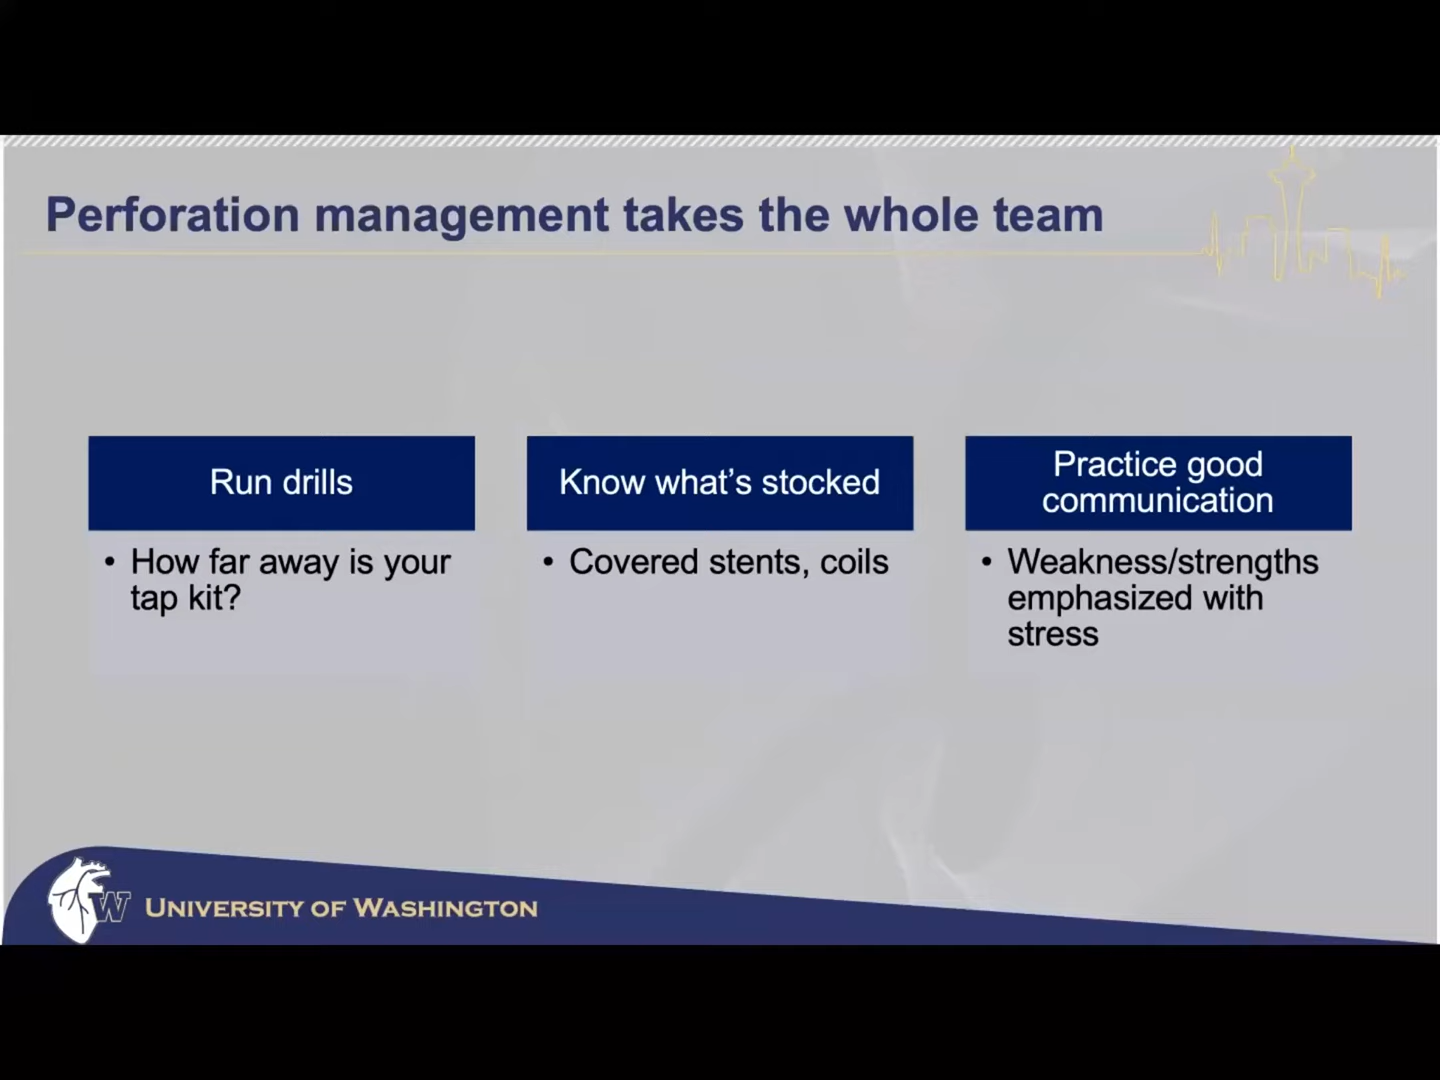 Perforation management takes the whole team
Run drills
• How far away is your
tap kit?
Know what's stocked
• Covered stents, coils
Practice good
communication
• Weakness/strengths
emphasized with
stress
W
UNIVERSITY OF WASHINGTON